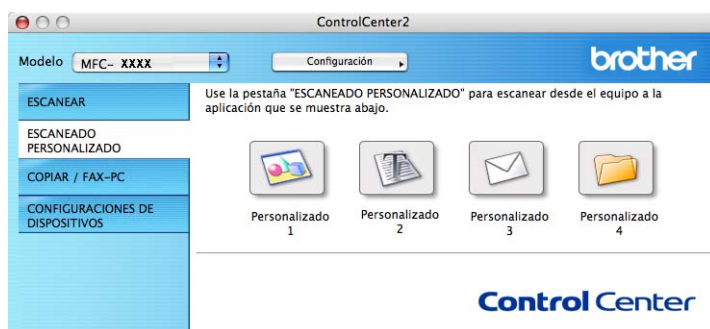 ControlCenter2
Modelo MFC- XXXX Configuración brother
ESCANEAR
ESCANEADO
PERSONALIZADO
COPIAR / FAX-PC
CONFIGURACIONES DE
DISPOSITIVOS
Use la pestaña "ESCANEADO PERSONALIZADO" para escanear desde el equipo a la
aplicación que se muestra abajo.
Personalizado
1
Personalizado
2
Personalizado
3
Personalizado
4
Control Center